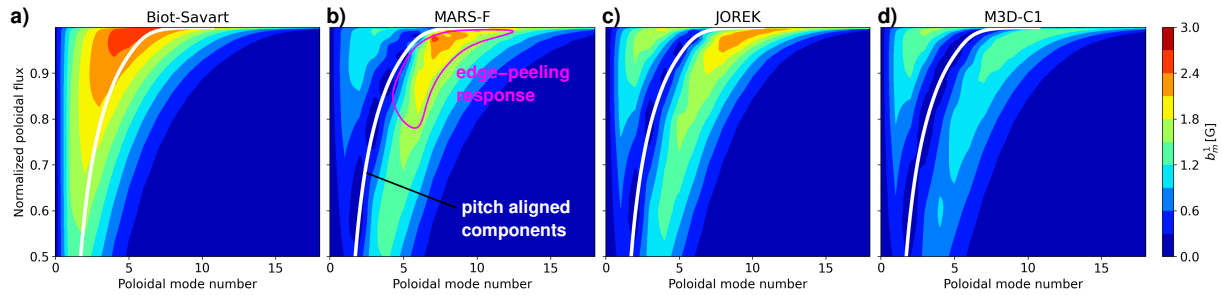 a) Biot-Savart
b) MARS-F
c) JOREK
d) M3D-C1
Normalized poloidal flux
0.9
0.8
0.7
0.6
0.5
edge-peeling
response
pitch aligned
components
0 5 10 15
0 5 10 15
0 5 10 15
0 5 10 15
Poloidal mode number
Poloidal mode number
Poloidal mode number
Poloidal mode number
3.0
2.4
1.8
1.2
0.6
0.0
b_m^1 [G]